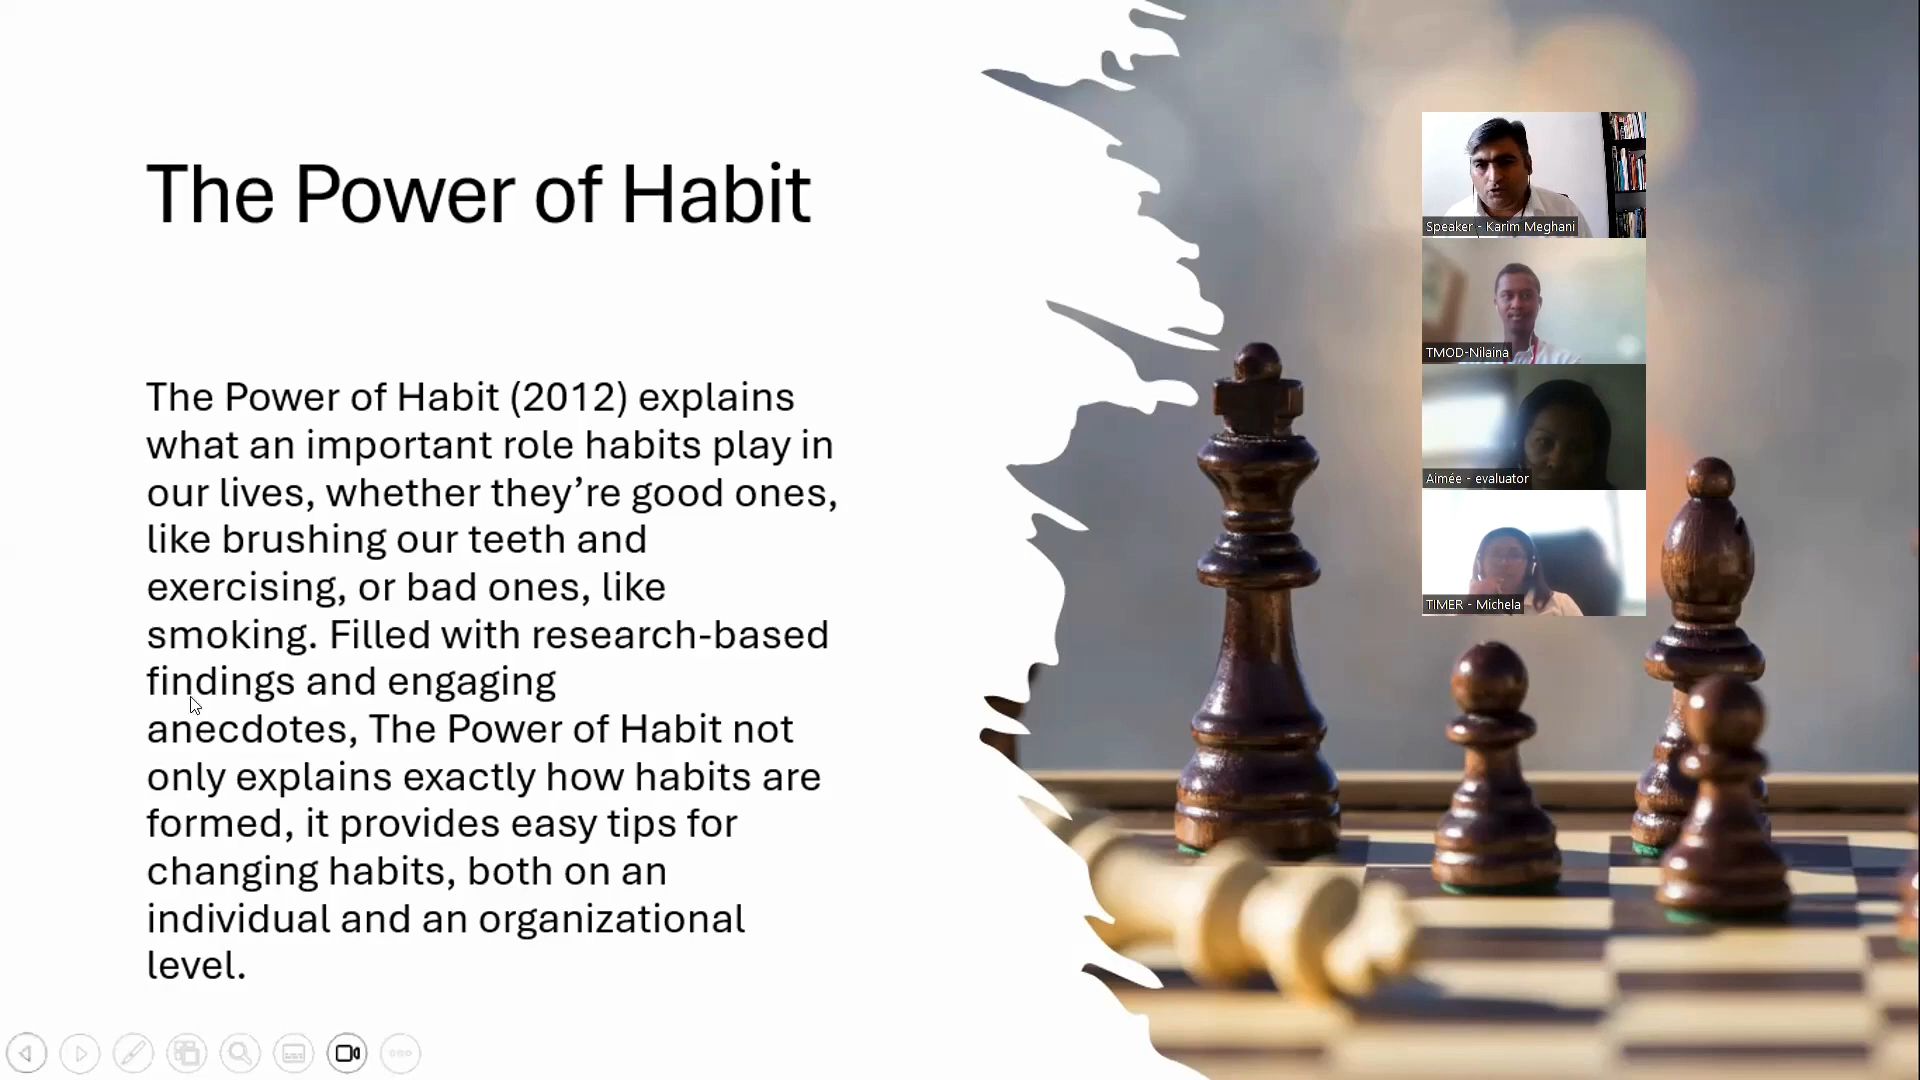 The Power of Habit
The Power of Habit (2012) explains
what an important role habits play in
our lives, whether they’re good ones,
like brushing our teeth and
exercising, or bad ones, like
smoking. Filled with research-based
findings and engaging
anecdotes, The Power of Habit not
only explains exactly how habits are
formed, it provides easy tips for
changing habits, both on an
individual and an organizational
level.
Speaker - Karim Meghani
TMOD-Nilaina
Aimée - evaluator
TIMER - Michela